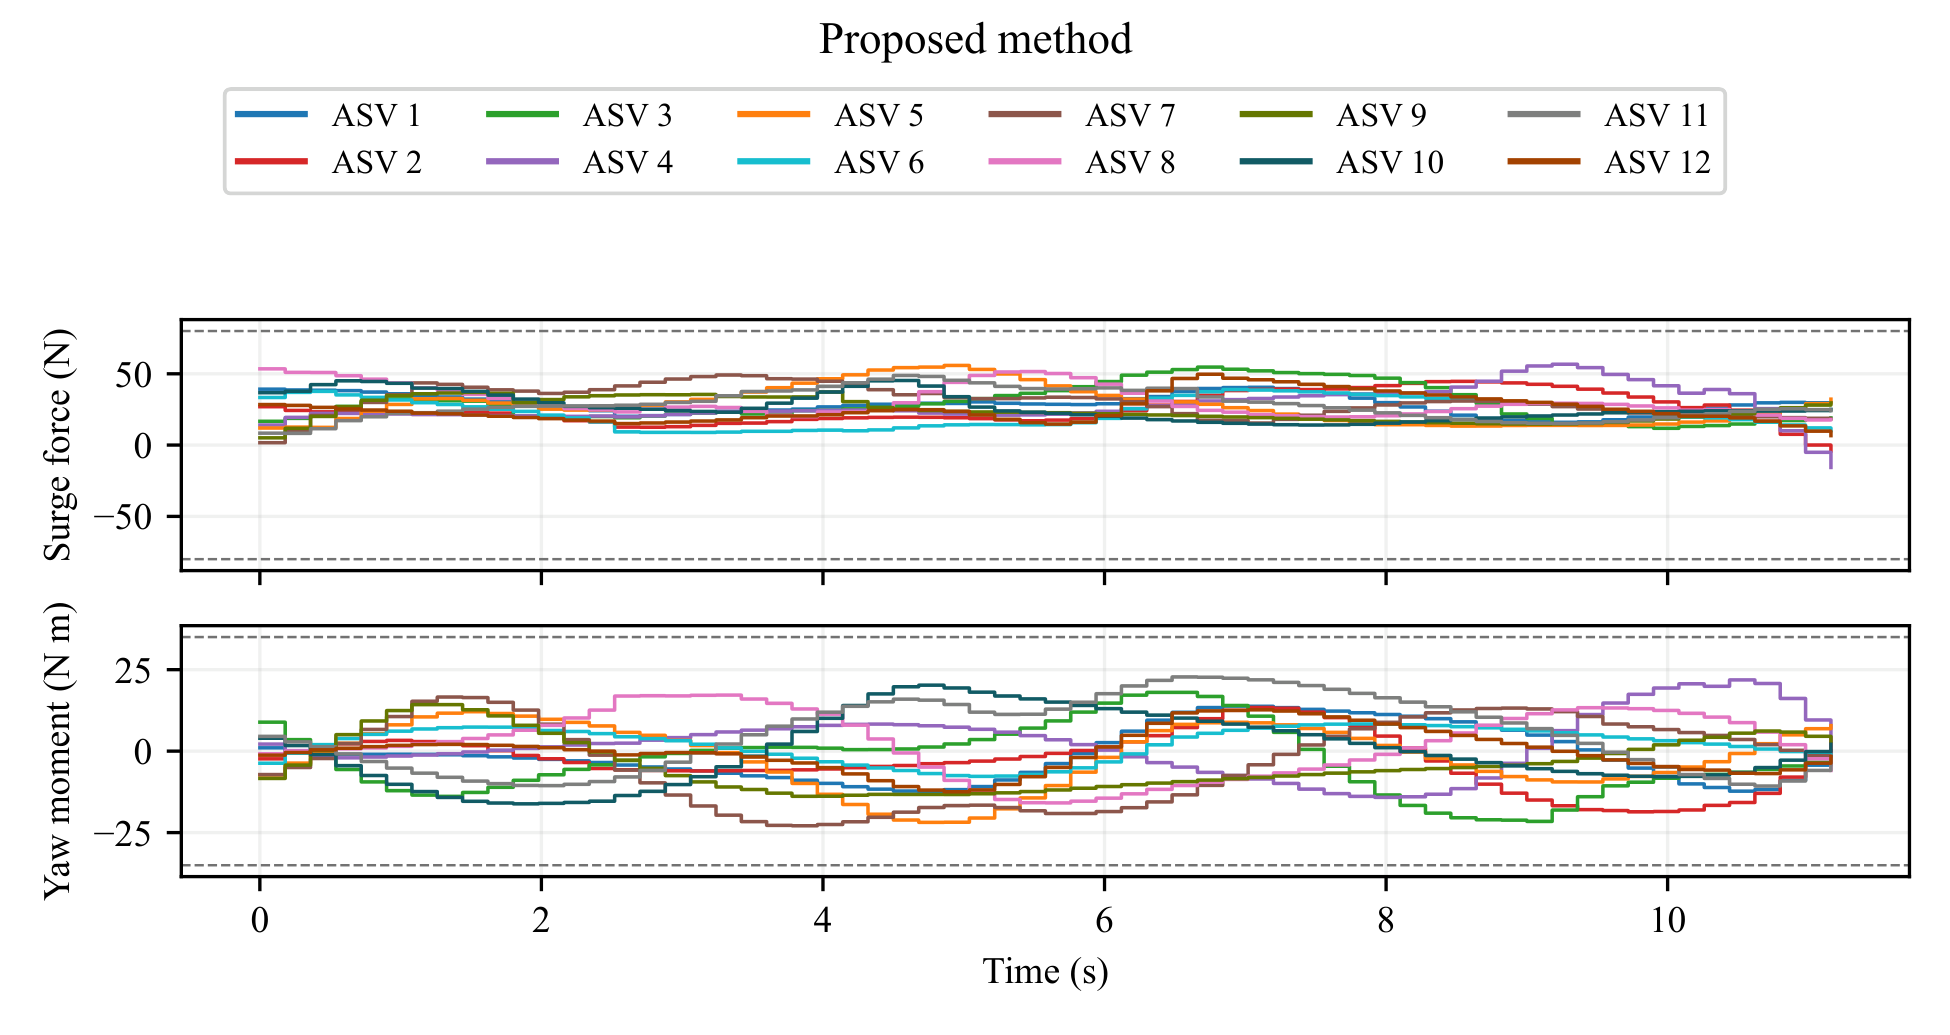 Proposed method
ASV 1 ASV 3 ASV 5 ASV 7 ASV 9 ASV 11
ASV 2 ASV 4 ASV 6 ASV 8 ASV 10 ASV 12
Surge force (N)
50
0
−50
Yaw moment (N m)
25
0
−25
0 2 4 6 8 10
Time (s)